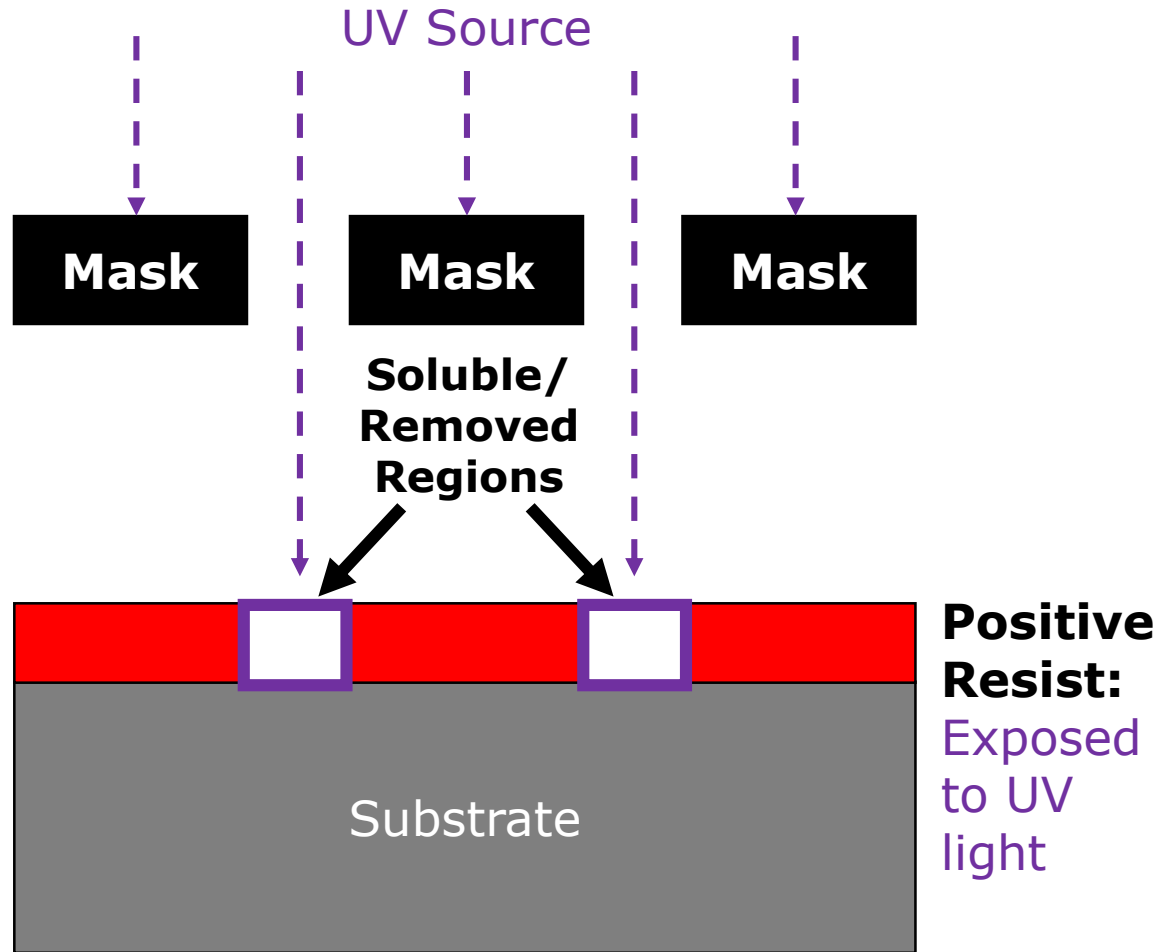 UV Source
Mask
Mask
Mask
Soluble/
Removed
Regions
Positive
Resist:
Exposed
to UV
light
Substrate